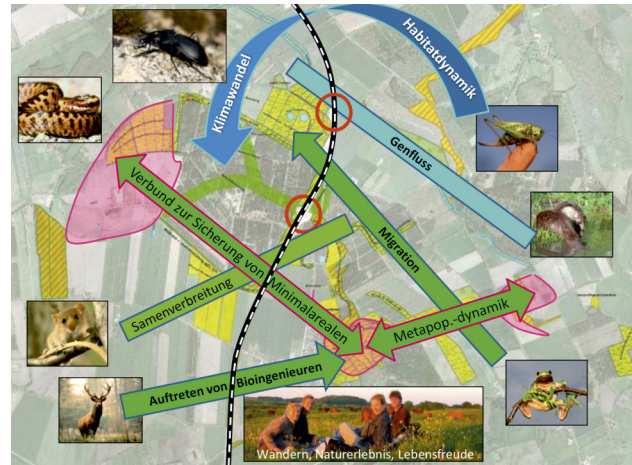 Habitatdynamik
Klimawandel
Genfluss
Verbund zur Sicherung von Minimalarealen
Migration
Samenverbreitung
Metapop.-dynamik
Auftreten von Bioingenieuren
Wandern, Naturerlebnis, Lebensfreude